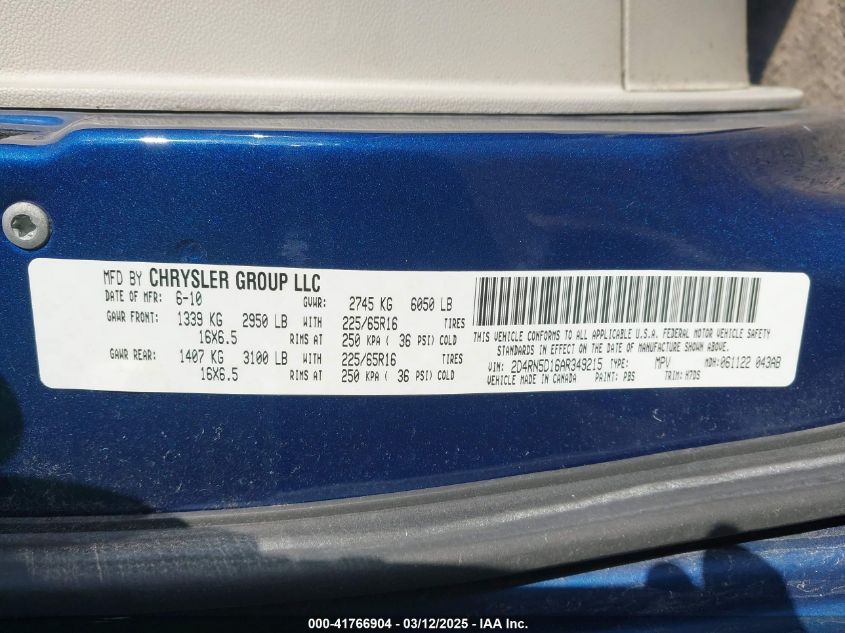 MFD BY CHRYSLER GROUP LLC
DATE OF MFR: 6-10 GVWR: 2745 KG 6050 LB
GAWR FRONT: 1339 KG 2950 LB WITH 225/65R16 TIRES
16X6.5 RIMS AT 250 KPA ( 36 PSI) COLD
GAWR REAR: 1407 KG 3100 LB WITH 225/65R16 TIRES
16X6.5 RIMS AT 250 KPA ( 36 PSI) COLD
THIS VEHICLE CONFORMS TO ALL APPLICABLE U.S.A. FEDERAL MOTOR VEHICLE SAFETY
STANDARDS IN EFFECT ON THE DATE OF MANUFACTURE SHOWN ABOVE.
VIN: 2D4RN5D16AR349215 TYPE: MPV MDH: 061122 043AB
VEHICLE MADE IN CANADA PAINT: PBS TRIM: H7DS
000-41766904 - 03/12/2025 - IAA Inc.